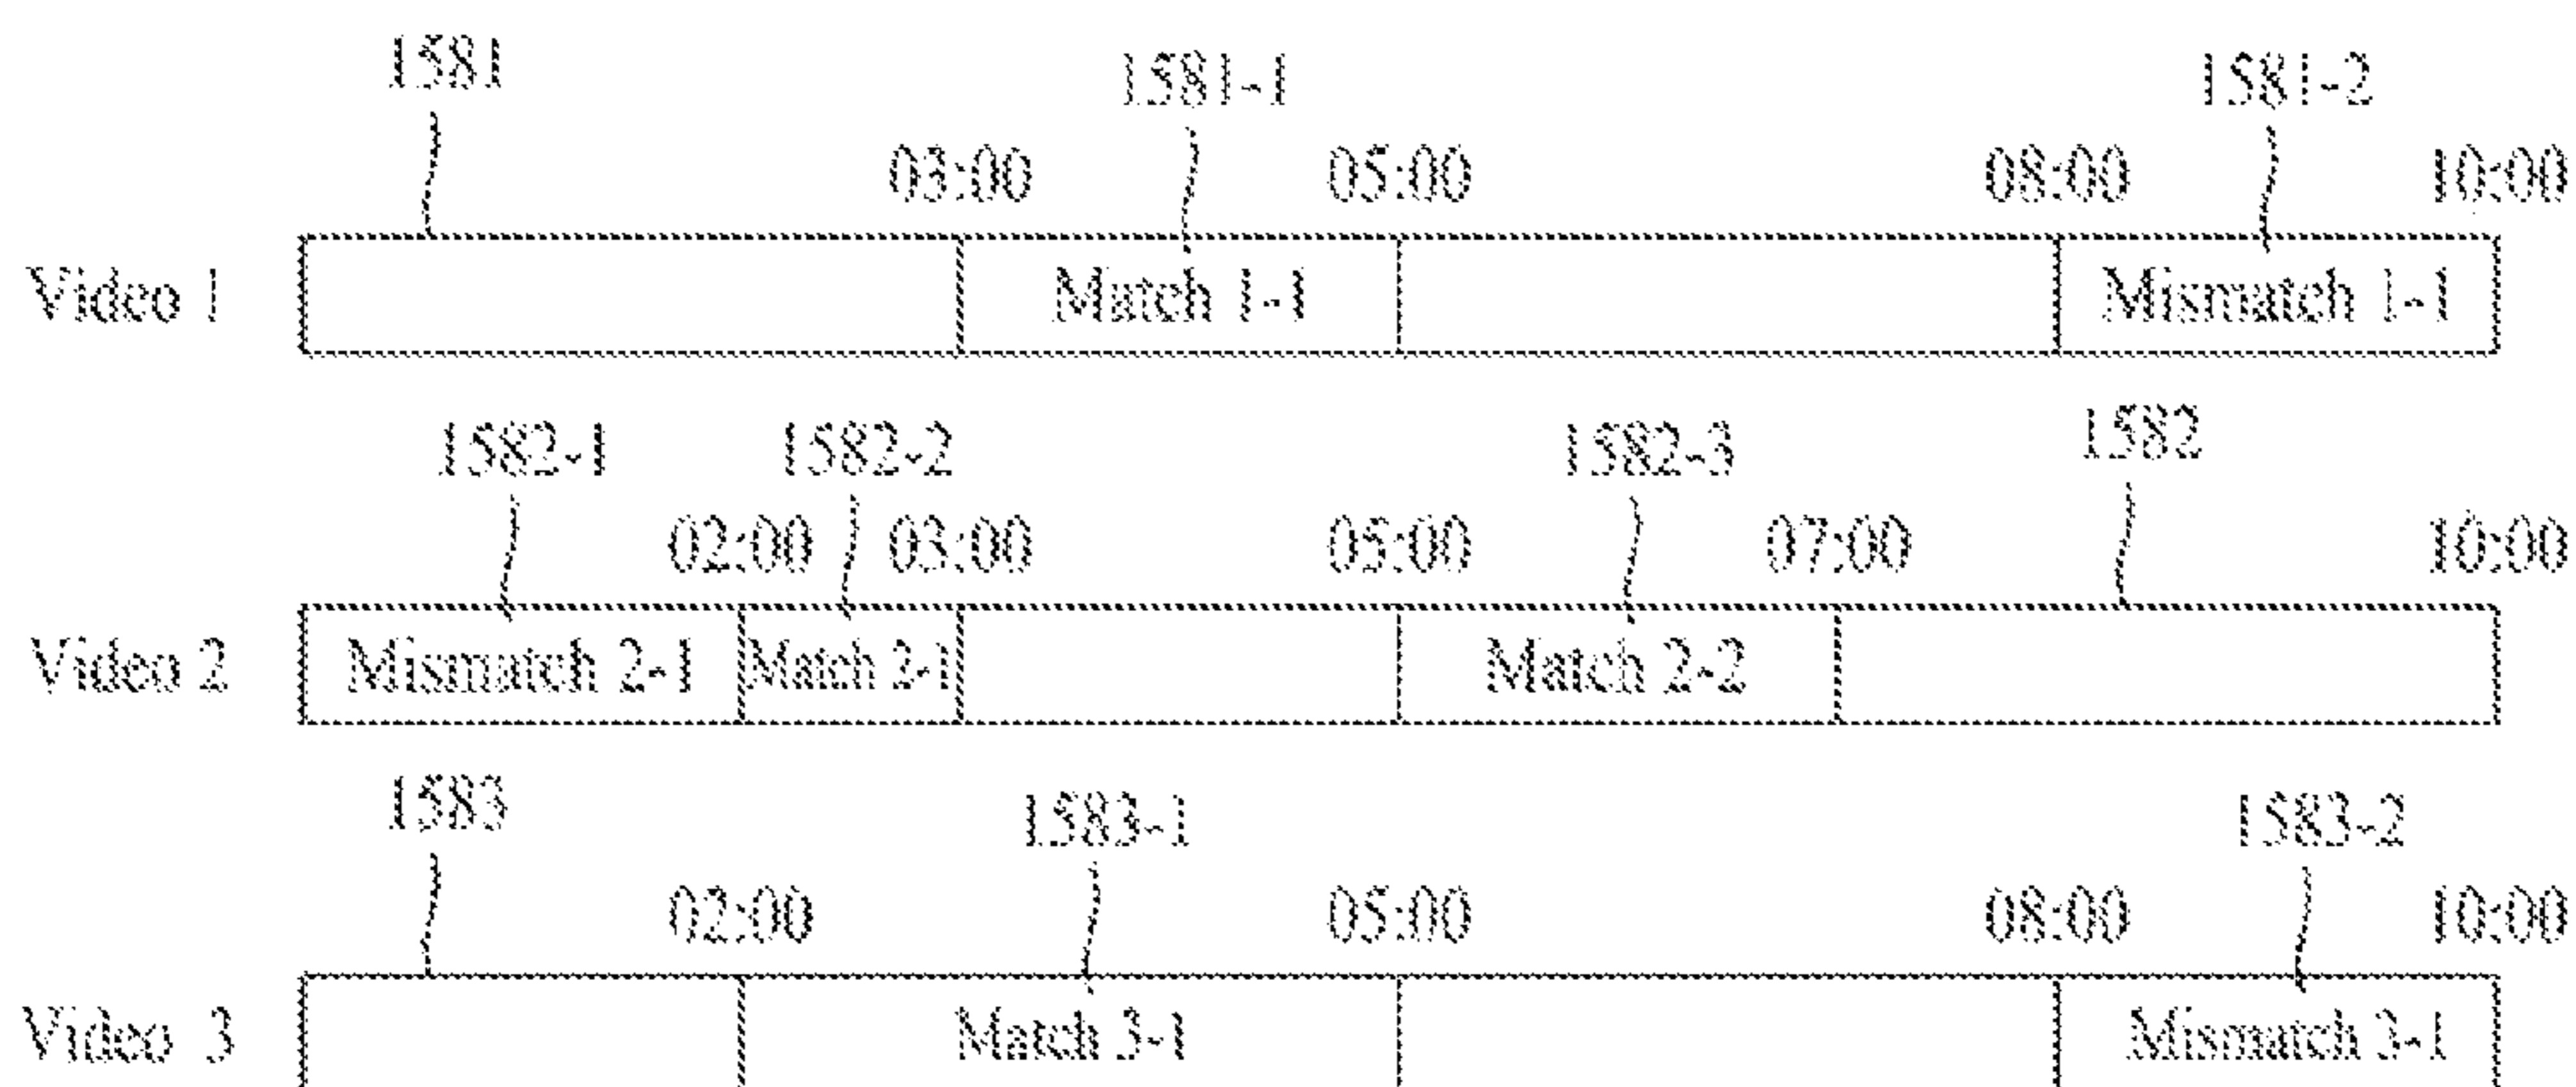 1581 1581-1 1581-2
03:00 05:00 08:00 10:00
Video 1 Match 1-1 Mismatch 1-1
1582-1 1582-2 1582-3 1582
02:00 03:00 05:00 07:00 10:00
Video 2 Mismatch 2-1 Match 2-1 Match 2-2
1583 1583-1 1583-2
02:00 05:00 08:00 10:00
Video 3 Match 3-1 Mismatch 3-1